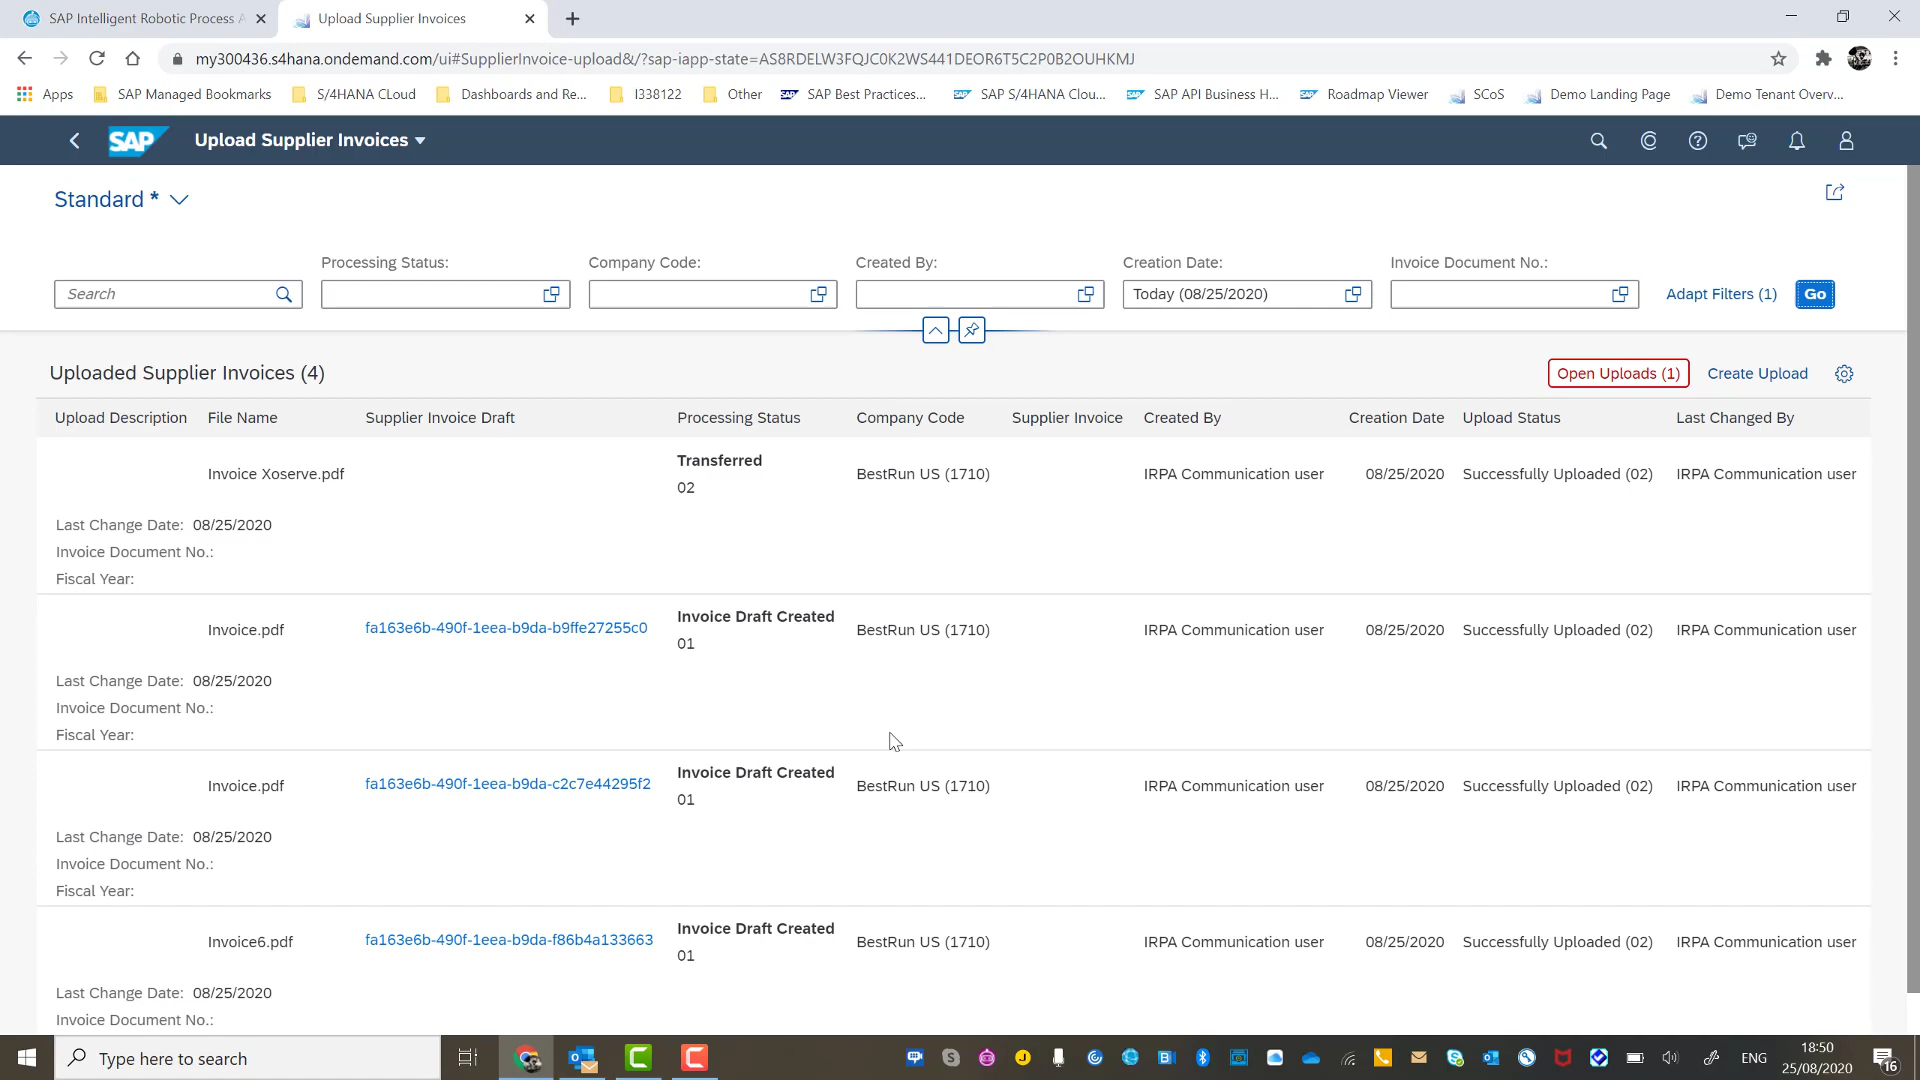 SAP Intelligent Robotic Process A
Upload Supplier Invoices
my300436.s4hana.ondemand.com/ui#SupplierInvoice-upload&/?sap-iapp-state=AS8RDELW3FQJC0K2WS441DEOR6T5C2P0B2OUHKMJ
Apps SAP Managed Bookmarks S/4HANA CLoud Dashboards and Re... I338122 Other SAP Best Practices... SAP S/4HANA Clou... SAP API Business H... Roadmap Viewer SCoS Demo Landing Page Demo Tenant Overv...
SAP Upload Supplier Invoices
Standard *
Processing Status: Company Code: Created By: Creation Date: Invoice Document No.:
Search Today (08/25/2020) Adapt Filters (1) Go
Uploaded Supplier Invoices (4) Open Uploads (1) Create Upload
Upload Description File Name Supplier Invoice Draft Processing Status Company Code Supplier Invoice Created By Creation Date Upload Status Last Changed By
Transferred
Invoice Xoserve.pdf BestRun US (1710) IRPA Communication user 08/25/2020 Successfully Uploaded (02) IRPA Communication user
02
Last Change Date: 08/25/2020
Invoice Document No.:
Fiscal Year:
Invoice Draft Created
Invoice.pdf fa163e6b-490f-1eea-b9da-b9ffe27255c0 BestRun US (1710) IRPA Communication user 08/25/2020 Successfully Uploaded (02) IRPA Communication user
01
Last Change Date: 08/25/2020
Invoice Document No.:
Fiscal Year:
Invoice Draft Created
Invoice.pdf fa163e6b-490f-1eea-b9da-c2c7e44295f2 BestRun US (1710) IRPA Communication user 08/25/2020 Successfully Uploaded (02) IRPA Communication user
01
Last Change Date: 08/25/2020
Invoice Document No.:
Fiscal Year:
Invoice Draft Created
Invoice6.pdf fa163e6b-490f-1eea-b9da-f86b4a133663 BestRun US (1710) IRPA Communication user 08/25/2020 Successfully Uploaded (02) IRPA Communication user
01
Last Change Date: 08/25/2020
Invoice Document No.:
Type here to search ENG 18:50
25/08/2020 16